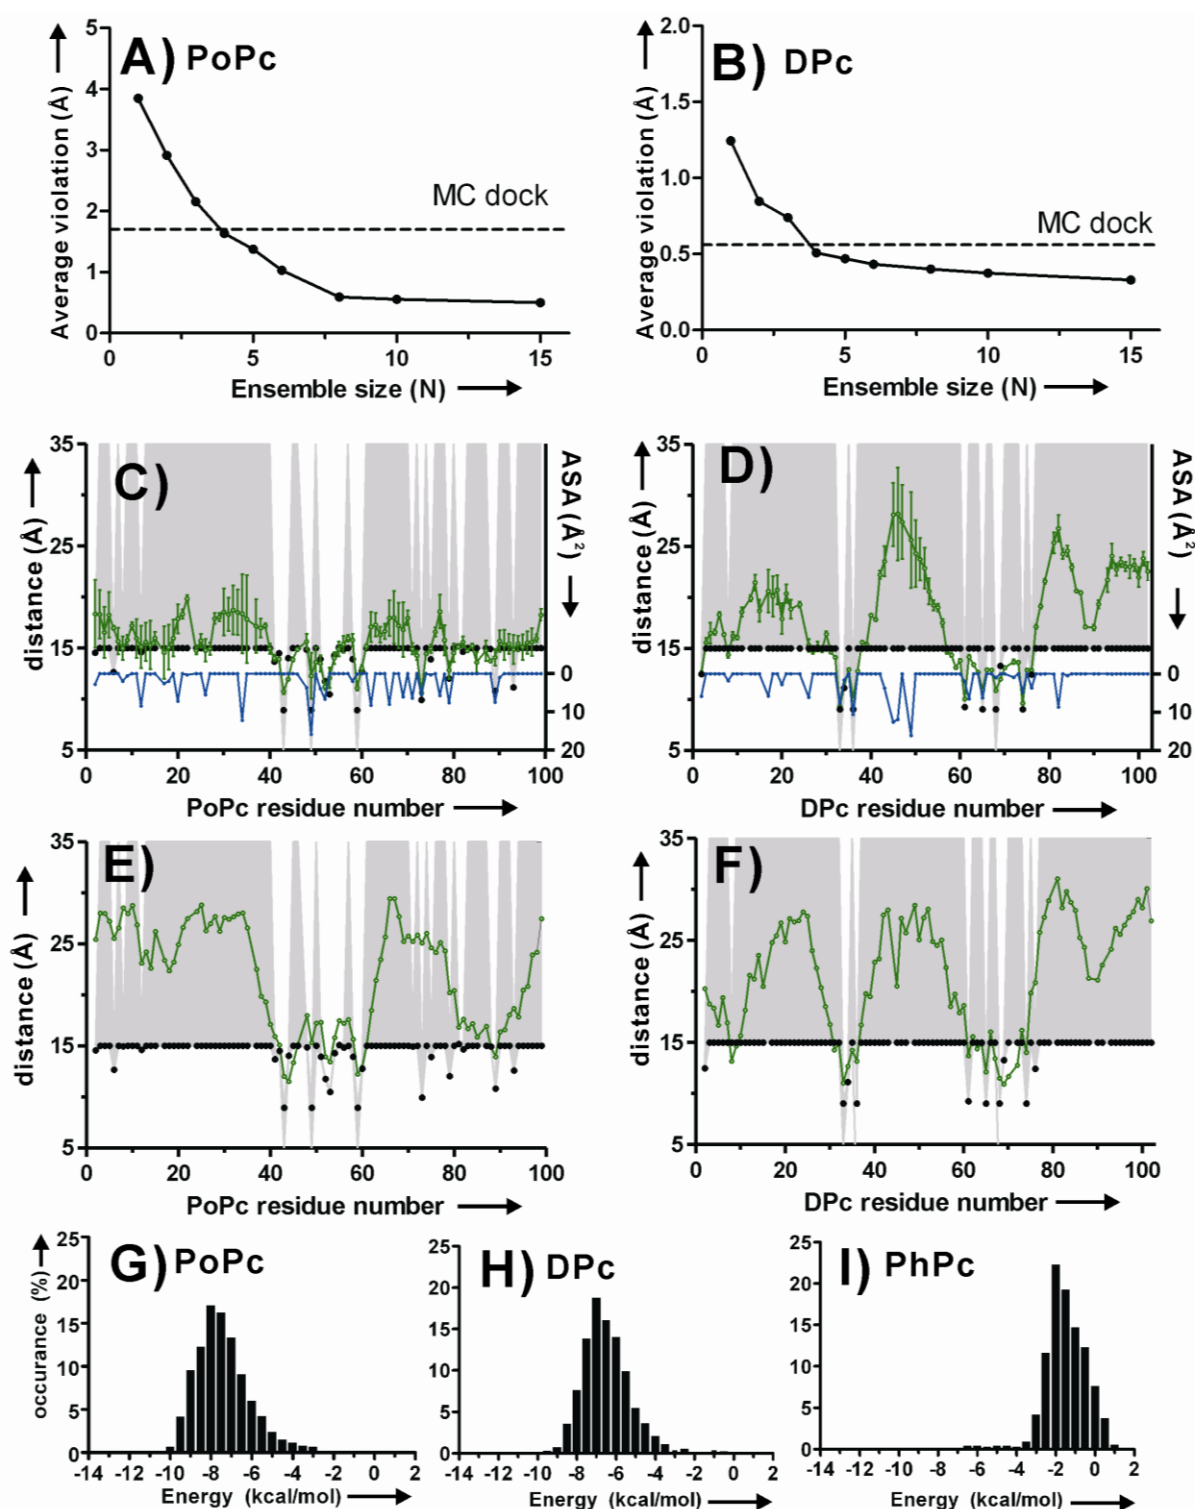 A) PoPc
Average violation (Å)
5
4
3
2
1
0
MC dock
0 5 10 15
Ensemble size (N)
B) DPc
Average violation (Å)
2.0
1.5
1.0
0.5
0.0
MC dock
0 5 10 15
Ensemble size (N)
C)
distance (Å)
35
25
15
5
ASA (Å²)
0
10
20
0 20 40 60 80 100
PoPc residue number
D)
distance (Å)
35
25
15
5
ASA (Å²)
0
10
20
0 20 40 60 80 100
DPc residue number
E)
distance (Å)
35
25
15
5
0 20 40 60 80 100
PoPc residue number
F)
distance (Å)
35
25
15
5
0 20 40 60 80 100
DPc residue number
G) PoPc
occurance (%)
25
20
15
10
5
0
-14 -12 -10 -8 -6 -4 -2 0 2
Energy (kcal/mol)
H) DPc
25
20
15
10
5
0
-14 -12 -10 -8 -6 -4 -2 0 2
Energy (kcal/mol)
I) PhPc
25
20
15
10
5
0
-14 -12 -10 -8 -6 -4 -2 0 2
Energy (kcal/mol)